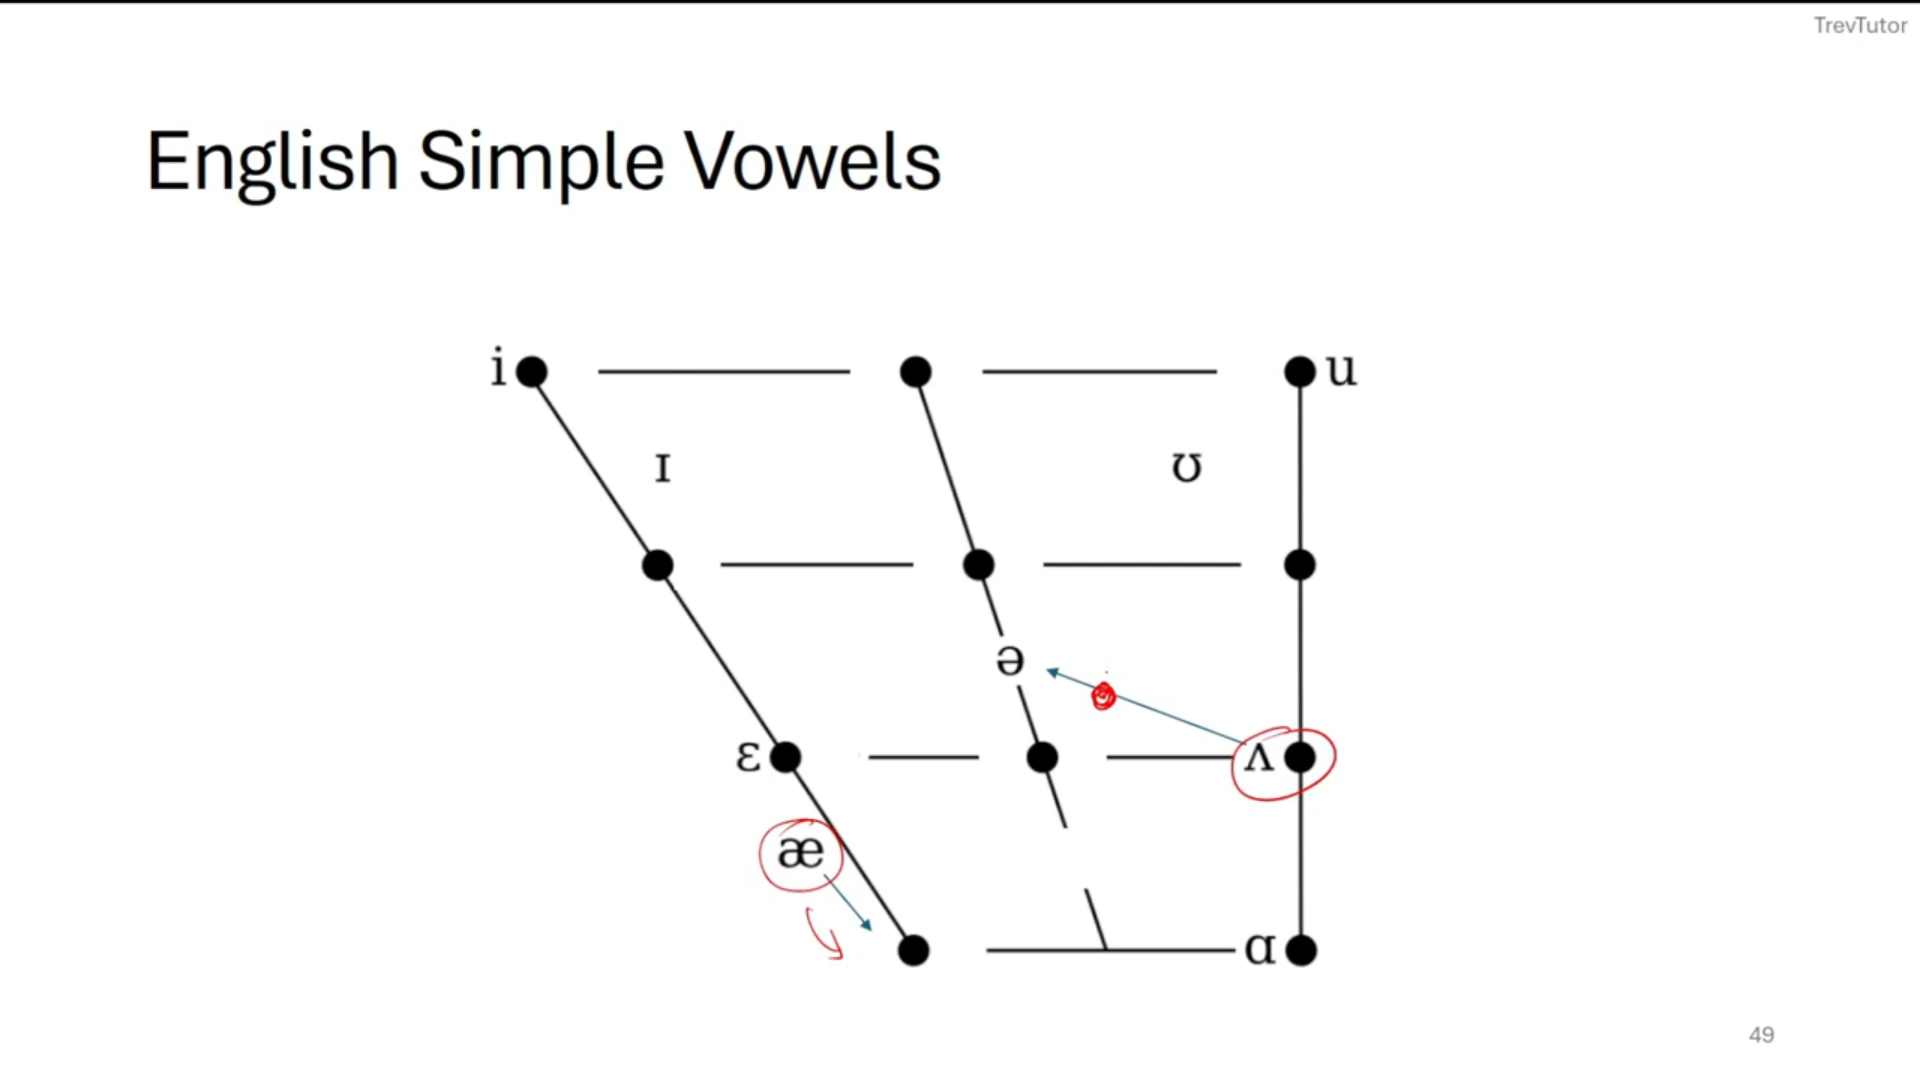 TrevTutor
English Simple Vowels
i u
ɪ ʊ
ə
ɛ ʌ
æ
ɑ
49